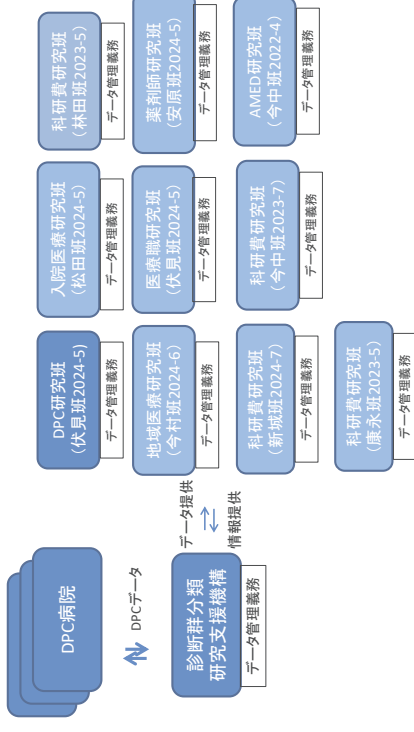 DPC病院
DPCデータ
診断群分類
研究支援機構
データ管理義務
データ提供
情報提供
DPC研究班
(伏見班2024-5)
データ管理義務
入院医療研究班
(松田班2024-5)
データ管理義務
科研費研究班
(林田班2023-5)
データ管理義務
地域医療研究班
(今村班2024-6)
データ管理義務
医療職研究班
(伏見班2024-5)
データ管理義務
薬剤師研究班
(安原班2024-5)
データ管理義務
科研費研究班
(新城班2024-7)
データ管理義務
科研費研究班
(今中班2023-7)
データ管理義務
AMED研究班
(今中班2022-4)
データ管理義務
科研費研究班
(康永班2023-5)
データ管理義務